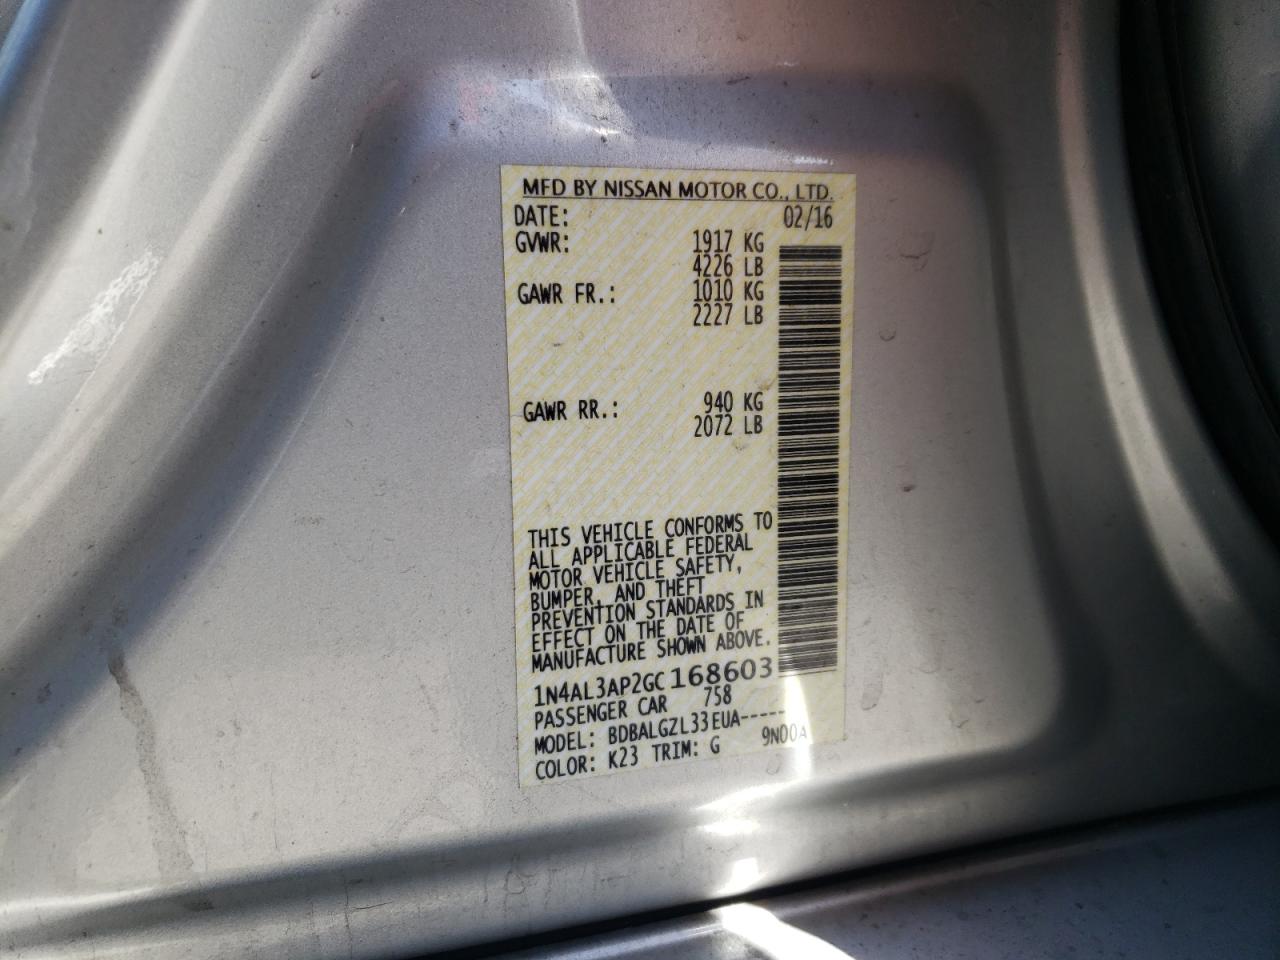 MFD BY NISSAN MOTOR CO., LTD.
DATE: 02/16
GVWR: 1917 KG
4226 LB
GAWR FR.: 1010 KG
2227 LB
GAWR RR.: 940 KG
2072 LB
THIS VEHICLE CONFORMS TO
ALL APPLICABLE FEDERAL
MOTOR VEHICLE SAFETY,
BUMPER, AND THEFT
PREVENTION STANDARDS IN
EFFECT ON THE DATE OF
MANUFACTURE SHOWN ABOVE.
1N4AL3AP2GC168603
PASSENGER CAR 758
MODEL: BDBALGZL33EUA-----
COLOR: K23 TRIM: G 9N00A